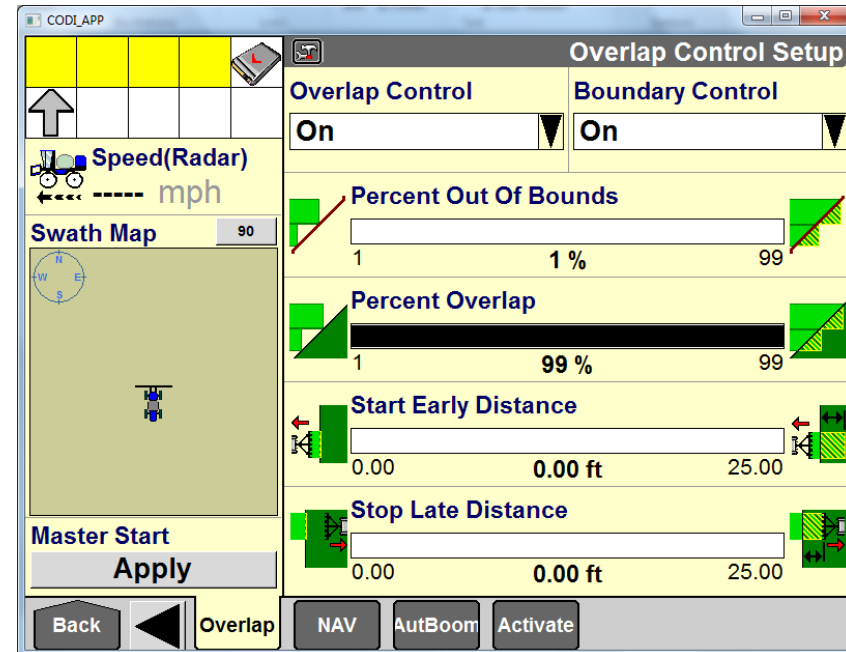 CODI_APP
Overlap Control Setup
Overlap Control
Boundary Control
On
On
Speed(Radar)
----- mph
Swath Map
90
N
W E
S
Percent Out Of Bounds
1 1 % 99
Percent Overlap
1 99 % 99
Start Early Distance
0.00 0.00 ft 25.00
Stop Late Distance
0.00 0.00 ft 25.00
Master Start
Apply
Back
Overlap
NAV
AutBoom
Activate